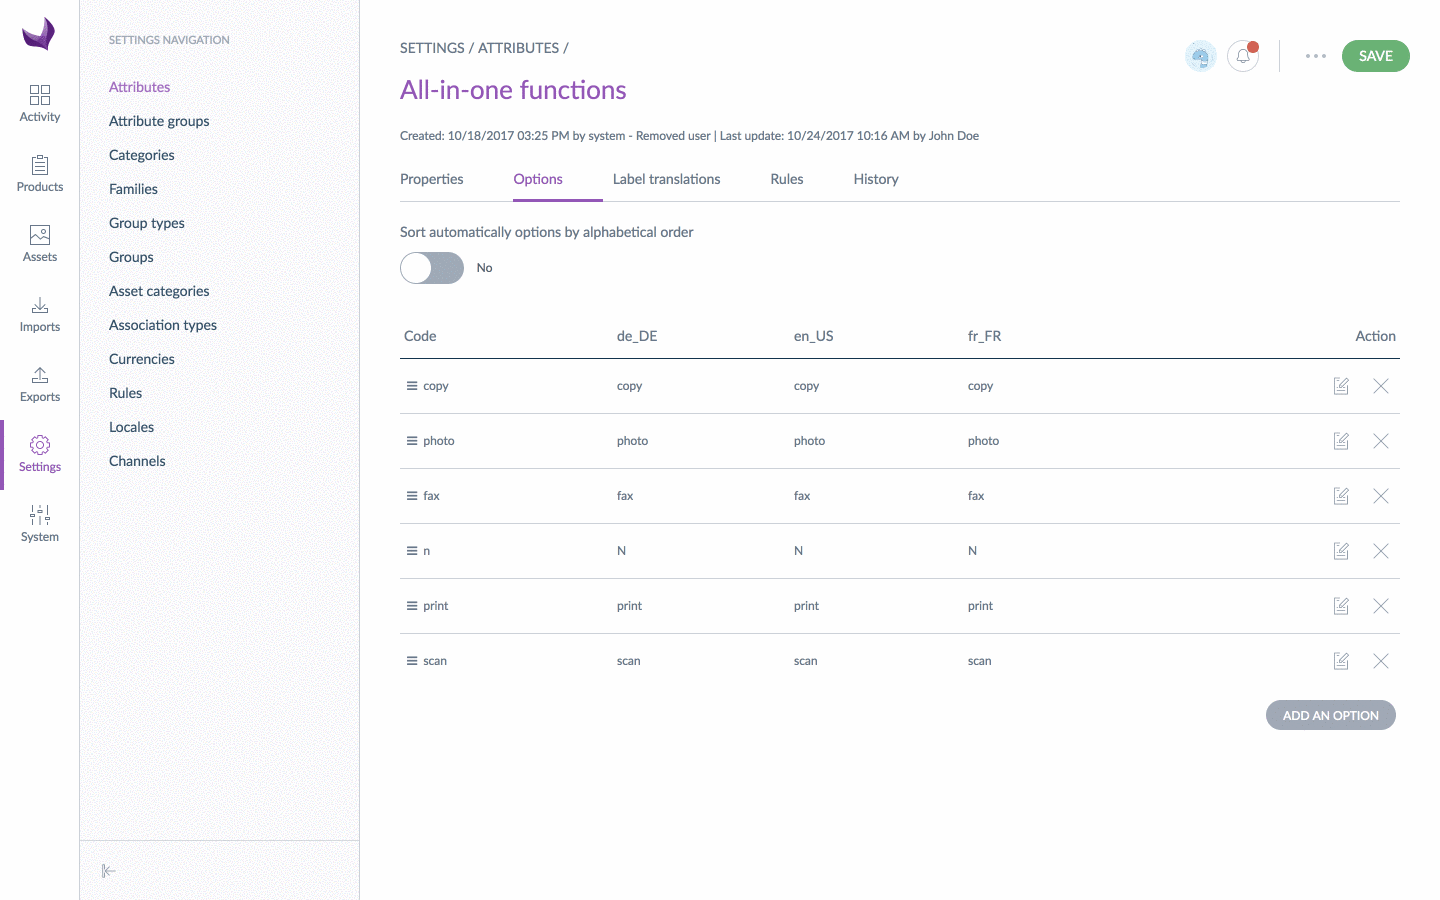 SETTINGS NAVIGATION
Attributes
Attribute groups
Categories
Families
Group types
Groups
Asset categories
Association types
Currencies
Rules
Locales
Channels
Activity
Products
Assets
Imports
Exports
Settings
System
SETTINGS / ATTRIBUTES /
SAVE
All-in-one functions
Created: 10/18/2017 03:25 PM by system - Removed user | Last update: 10/24/2017 10:16 AM by John Doe
Properties Options Label translations Rules History
Sort automatically options by alphabetical order
No
Code de_DE en_US fr_FR Action
copy copy copy copy
photo photo photo photo
fax fax fax fax
n N N N
print print print print
scan scan scan scan
ADD AN OPTION